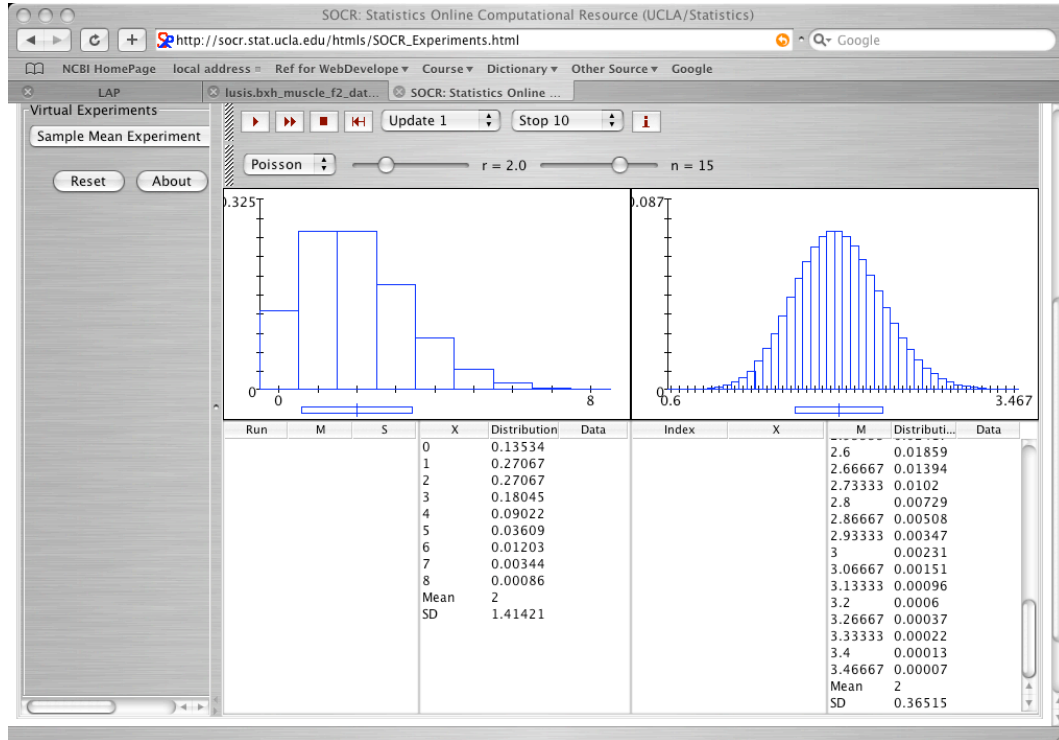 SOCR: Statistics Online Computational Resource (UCLA/Statistics)
http://socr.stat.ucla.edu/htmls/SOCR_Experiments.html
Google
NCBI HomePage local address Ref for WebDevelope Course Dictionary Other Source Google
LAP lusis.bxh_muscle_f2_dat... SOCR: Statistics Online ...
Virtual Experiments
Sample Mean Experiment
Reset About
Update 1 Stop 10 i
Poisson r = 2.0 n = 15
0.325
0
0 8
0.087
0
0.6 3.467
Run M S X Distribution Data
0 0.13534
1 0.27067
2 0.27067
3 0.18045
4 0.09022
5 0.03609
6 0.01203
7 0.00344
8 0.00086
Mean 2
SD 1.41421
Index X M Distributi... Data
2.6 0.01859
2.66667 0.01394
2.73333 0.0102
2.8 0.00729
2.86667 0.00508
2.93333 0.00347
3 0.00231
3.06667 0.00151
3.13333 0.00096
3.2 0.0006
3.26667 0.00037
3.33333 0.00022
3.4 0.00013
3.46667 0.00007
Mean 2
SD 0.36515